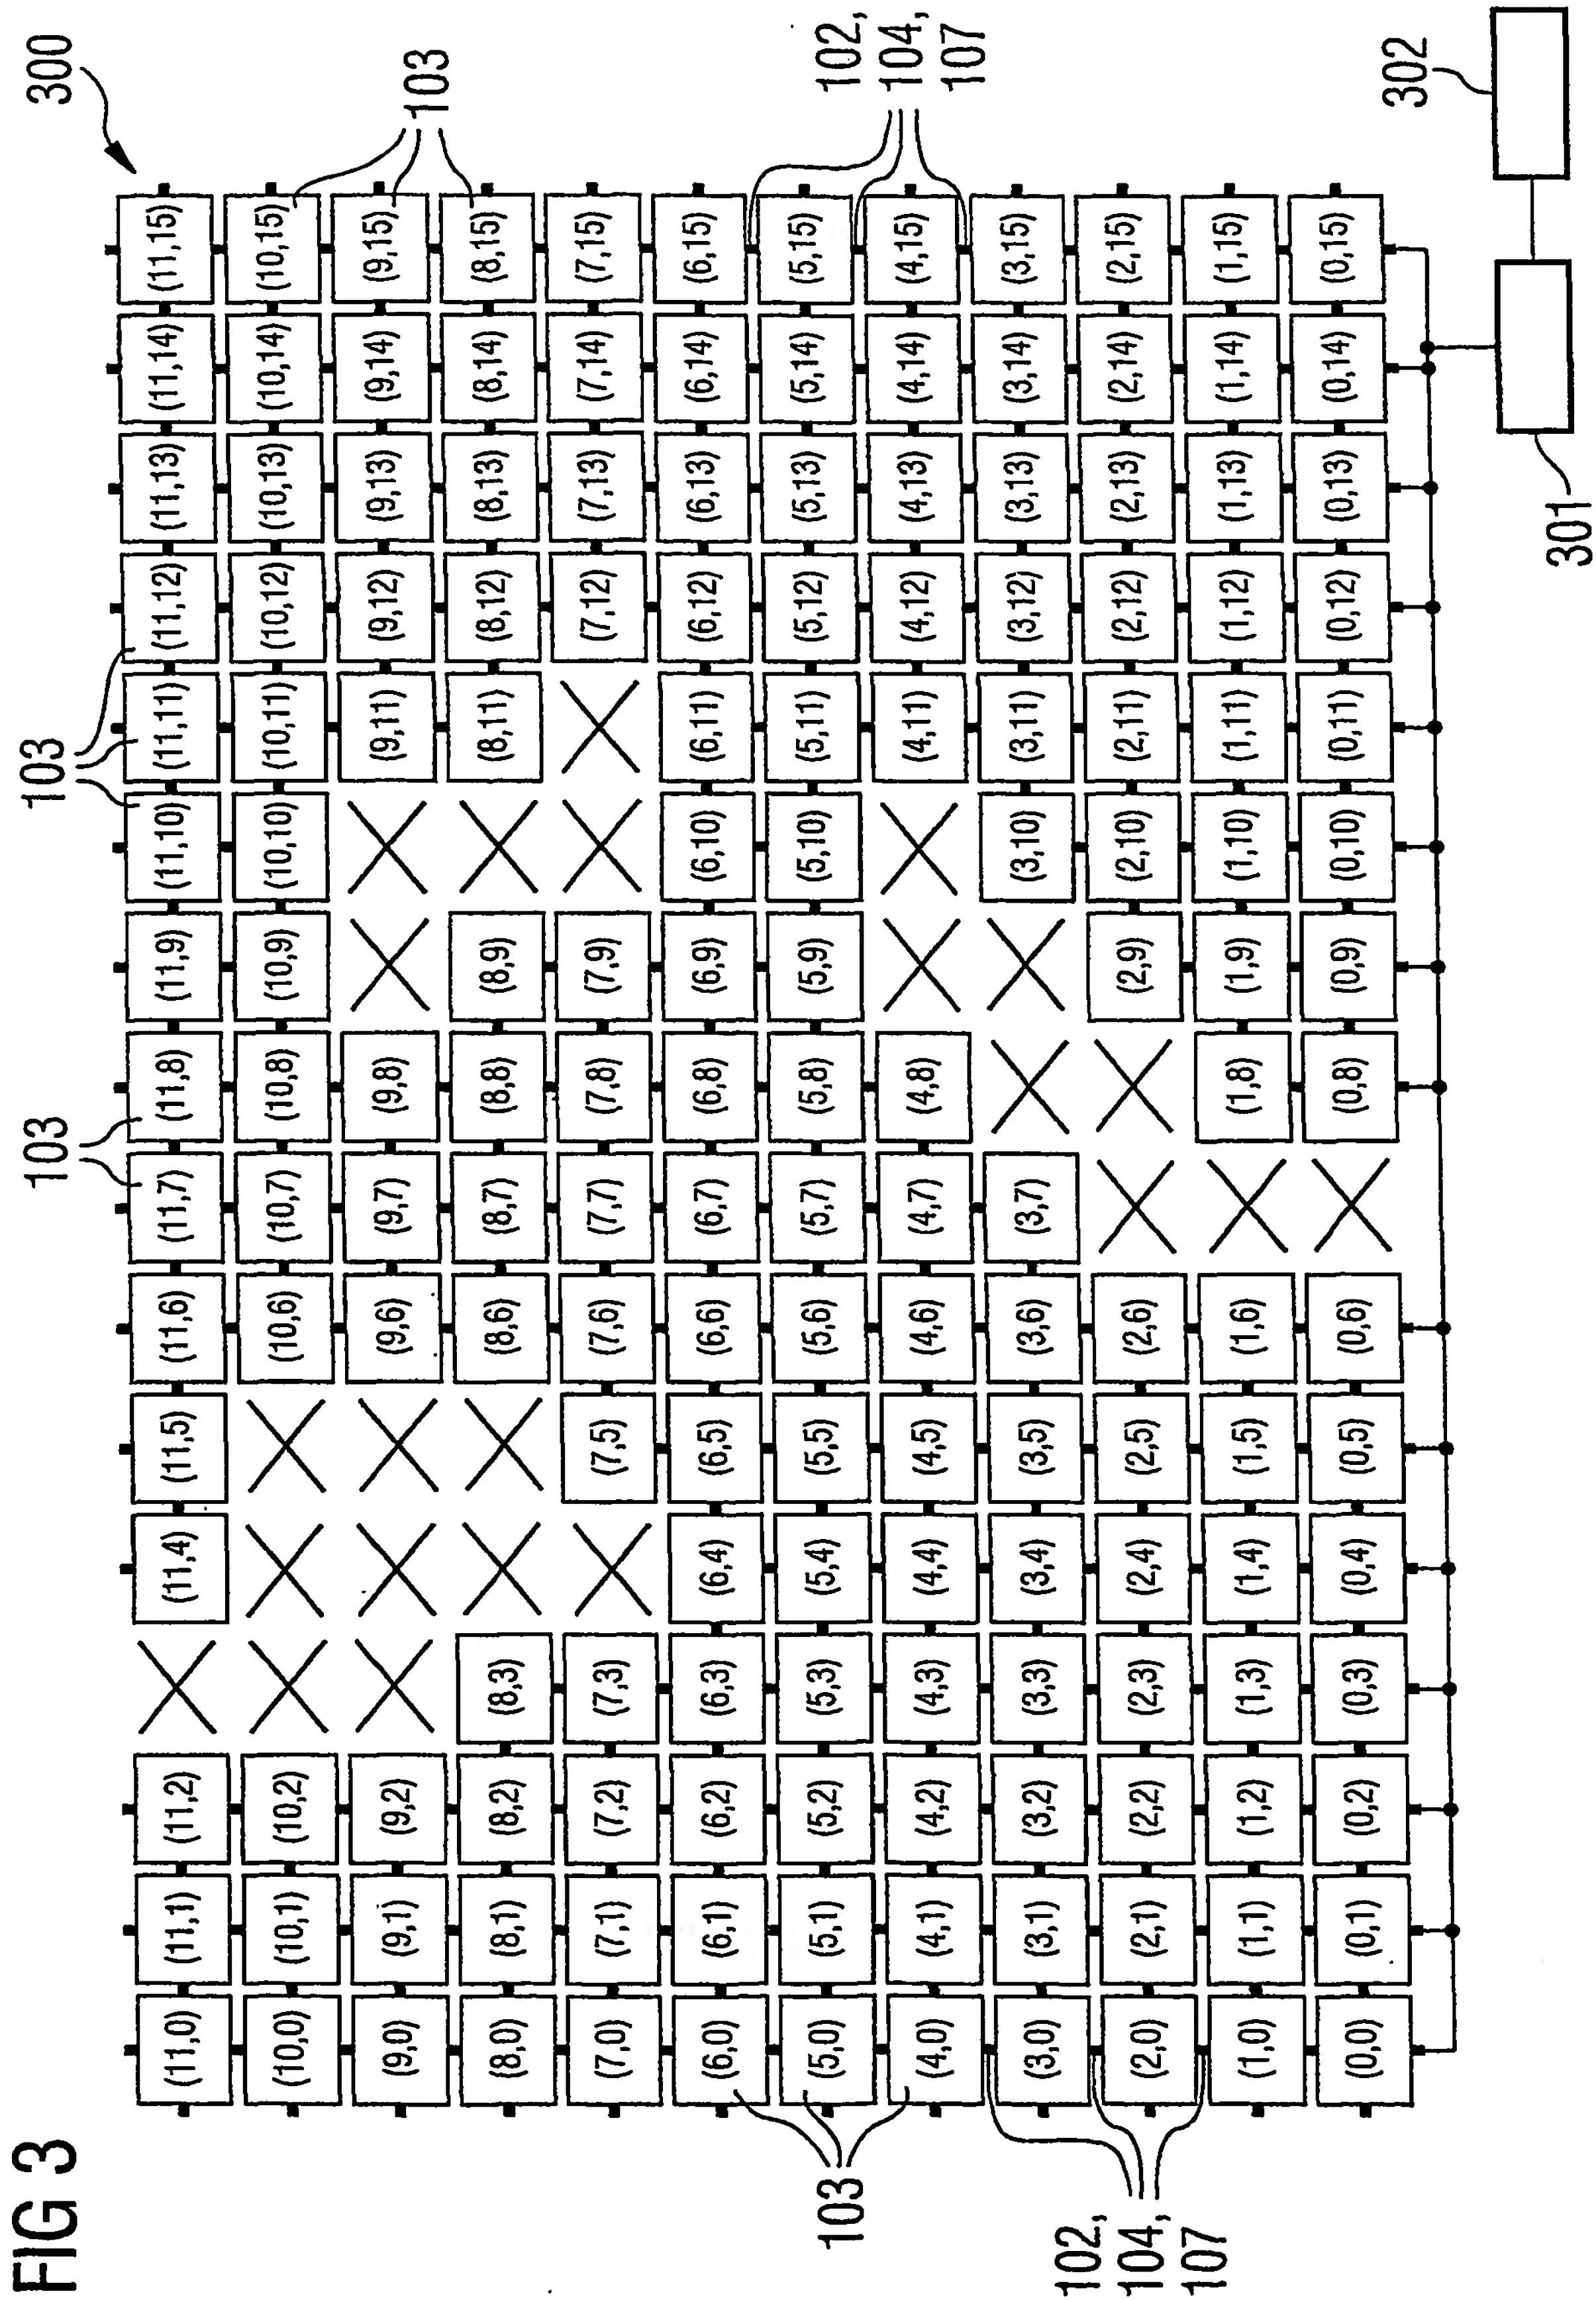 FIG 3
103
103
300
(11,0) (11,1) (11,2) (11,4) (11,5) (11,6) (11,7) (11,8) (11,9) (11,10) (11,11) (11,12) (11,13) (11,14) (11,15)
(10,0) (10,1) (10,2) (10,6) (10,7) (10,8) (10,9) (10,10) (10,11) (10,12) (10,13) (10,14) (10,15)
(9,0) (9,1) (9,2) (9,6) (9,7) (9,8) (9,11) (9,12) (9,13) (9,14) (9,15)
103
(8,0) (8,1) (8,2) (8,3) (8,6) (8,7) (8,8) (8,9) (8,11) (8,12) (8,13) (8,14) (8,15)
(7,0) (7,1) (7,2) (7,3) (7,5) (7,6) (7,7) (7,8) (7,9) (7,12) (7,13) (7,14) (7,15)
(6,0) (6,1) (6,2) (6,3) (6,4) (6,5) (6,6) (6,7) (6,8) (6,9) (6,10) (6,11) (6,12) (6,13) (6,14) (6,15)
103
(5,0) (5,1) (5,2) (5,3) (5,4) (5,5) (5,6) (5,7) (5,8) (5,9) (5,10) (5,11) (5,12) (5,13) (5,14) (5,15)
102,
104,
107
(4,0) (4,1) (4,2) (4,3) (4,4) (4,5) (4,6) (4,7) (4,8) (4,11) (4,12) (4,13) (4,14) (4,15)
(3,0) (3,1) (3,2) (3,3) (3,4) (3,5) (3,6) (3,7) (3,10) (3,11) (3,12) (3,13) (3,14) (3,15)
102,
104,
107
(2,0) (2,1) (2,2) (2,3) (2,4) (2,5) (2,6) (2,9) (2,10) (2,11) (2,12) (2,13) (2,14) (2,15)
(1,0) (1,1) (1,2) (1,3) (1,4) (1,5) (1,6) (1,8) (1,9) (1,10) (1,11) (1,12) (1,13) (1,14) (1,15)
(0,0) (0,1) (0,2) (0,3) (0,4) (0,5) (0,6) (0,8) (0,9) (0,10) (0,11) (0,12) (0,13) (0,14) (0,15)
302
301